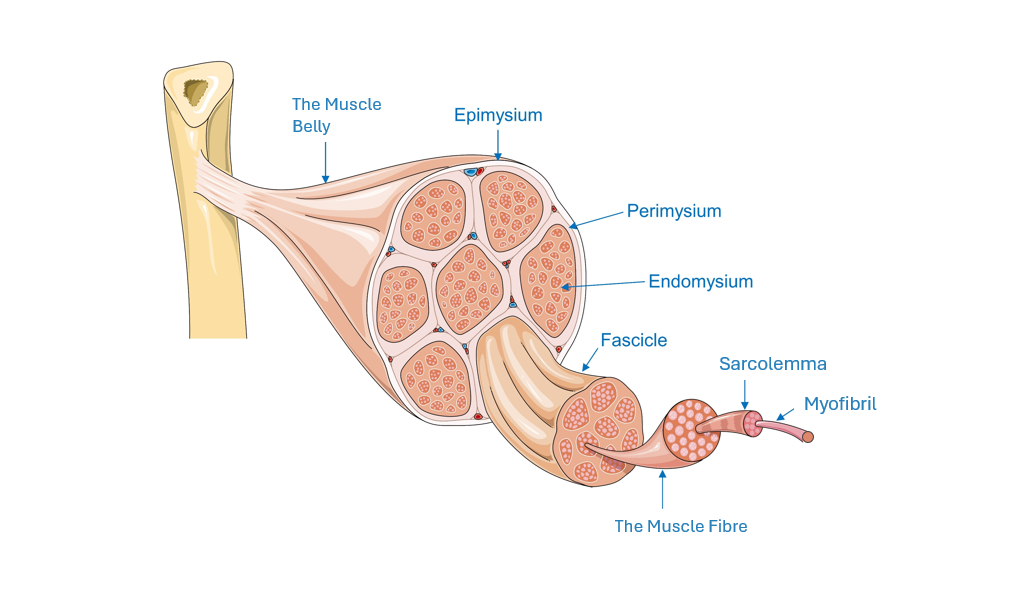 The Muscle
Belly
Epimysium
Perimysium
Endomysium
Fascicle
Sarcolemma
Myofibril
The Muscle Fibre